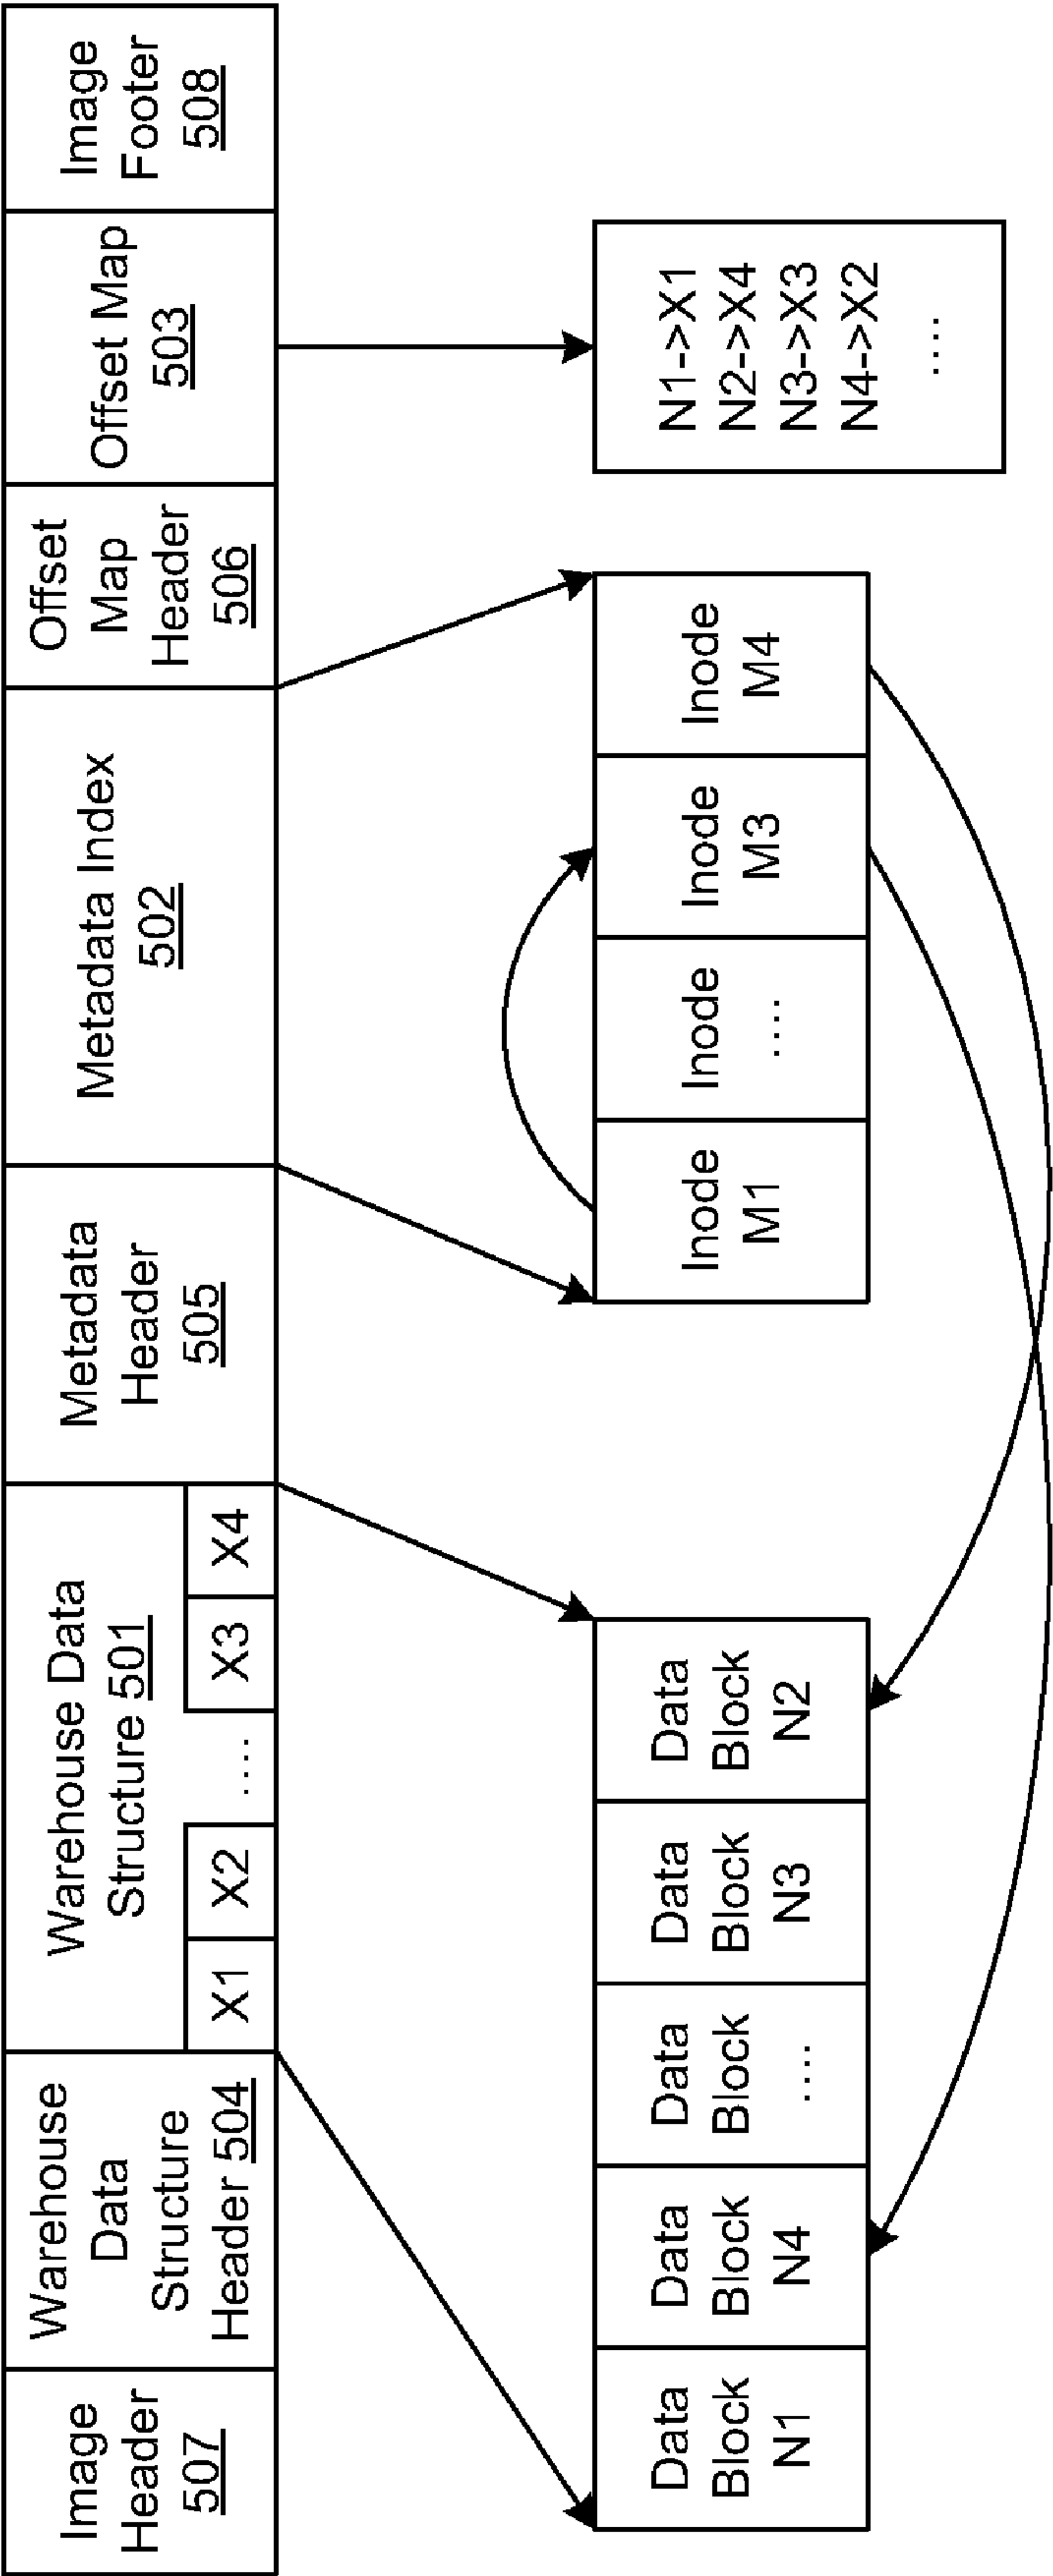 Image
Header
507
Warehouse
Data
Structure
Header 504
Warehouse Data
Structure 501
X1
X2
....
X3
X4
Metadata
Header
505
Metadata Index
502
Offset
Map
Header
506
Offset Map
503
Image
Footer
508
Data
Block
N1
Data
Block
N4
Data
Block
....
Data
Block
N3
Data
Block
N2
Inode
M1
Inode
....
Inode
M3
Inode
M4
N1->X1
N2->X4
N3->X3
N4->X2
....